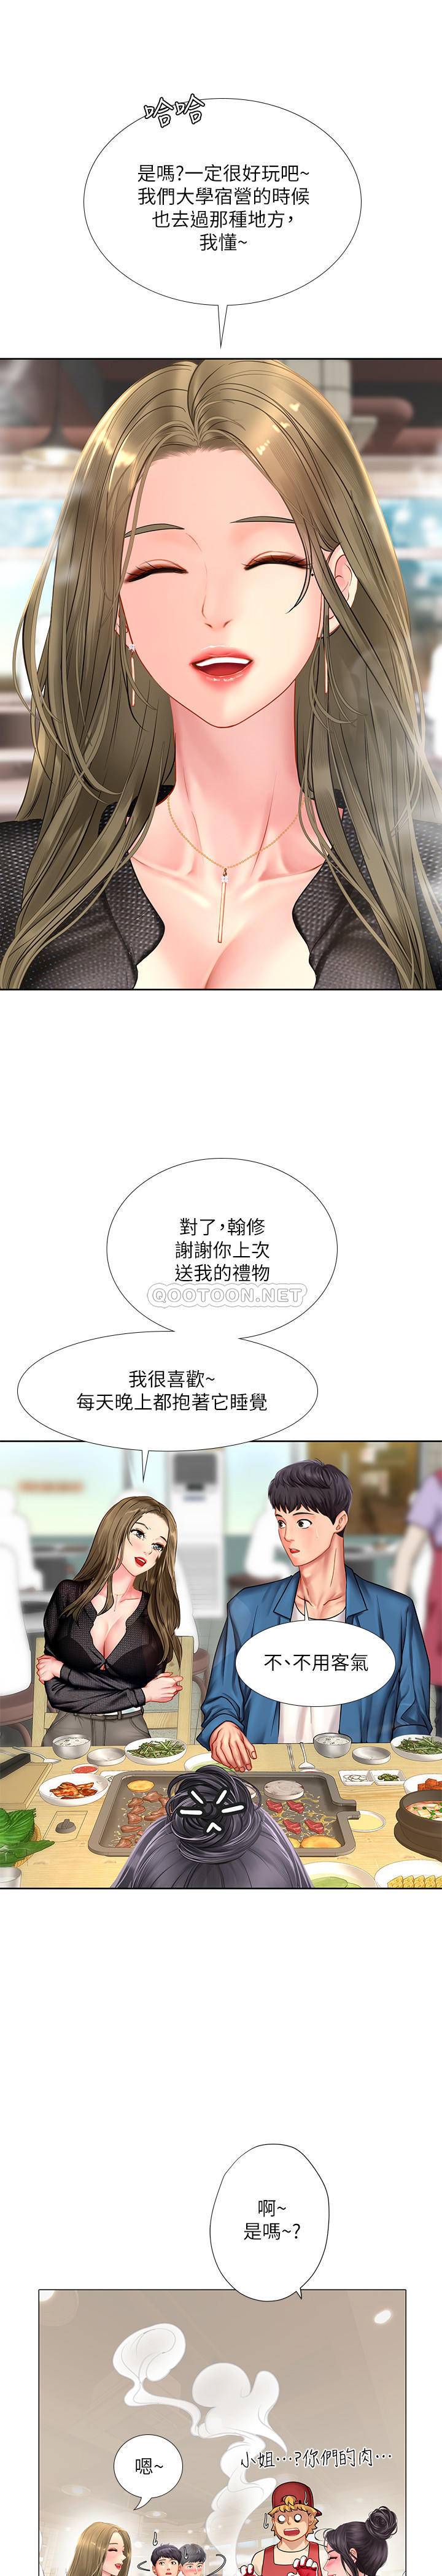 哈哈
是嗎?一定很好玩吧~
我們大學宿營的時候
也去過那種地方,
我懂~
對了,翰修
謝謝你上次
送我的禮物
QOOTOON.NET
我很喜歡~
每天晚上都抱著它睡覺
不、不用客氣
啊~
是嗎~?
嗯~
小姐…?你們的肉…